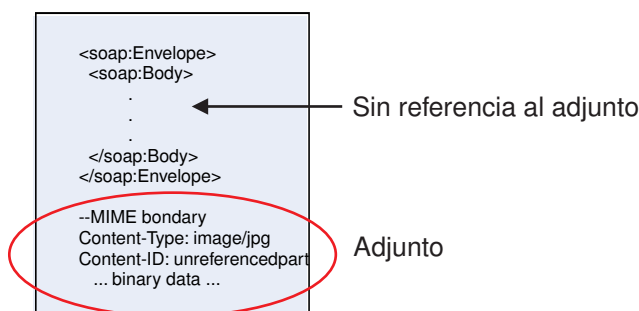 <soap:Envelope>
<soap:Body>
.
.
.
</soap:Body>
</soap:Envelope>
Sin referencia al adjunto
--MIME bondary
Content-Type: image/jpg
Content-ID: unreferencedpart
... binary data ...
Adjunto